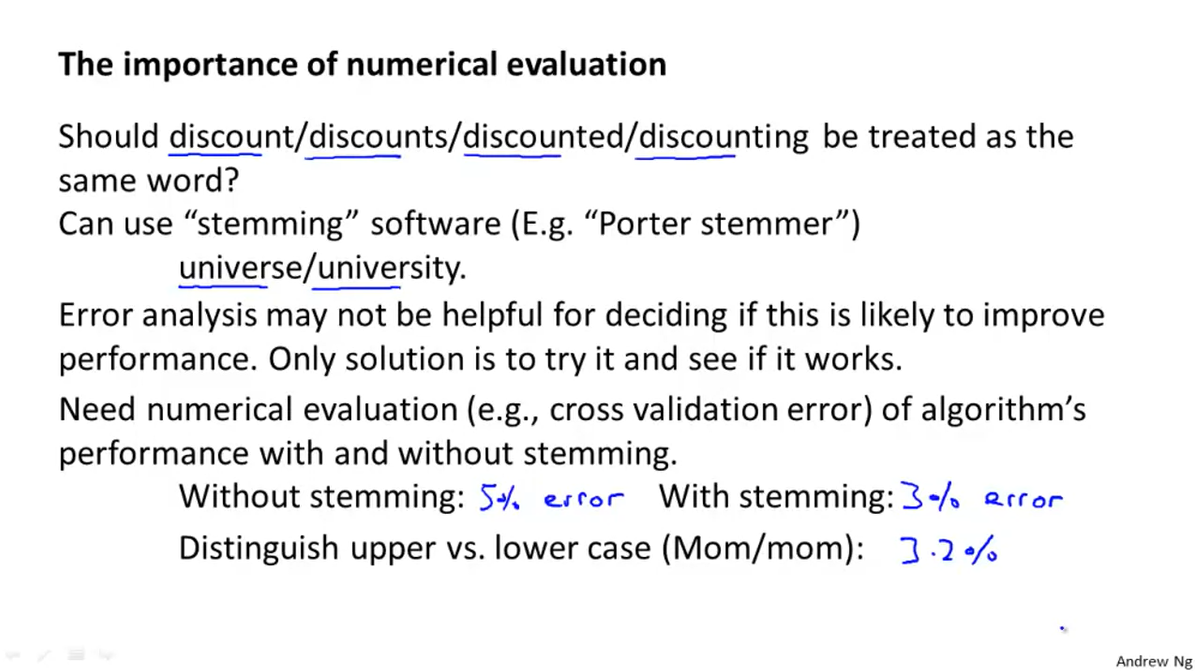 The importance of numerical evaluation
Should discount/discounts/discounted/discounting be treated as the
same word?
Can use “stemming” software (E.g. “Porter stemmer”)
universe/university.
Error analysis may not be helpful for deciding if this is likely to improve
performance. Only solution is to try it and see if it works.
Need numerical evaluation (e.g., cross validation error) of algorithm’s
performance with and without stemming.
Without stemming: 5% error With stemming: 3% error
Distinguish upper vs. lower case (Mom/mom): 3.2%
Andrew Ng